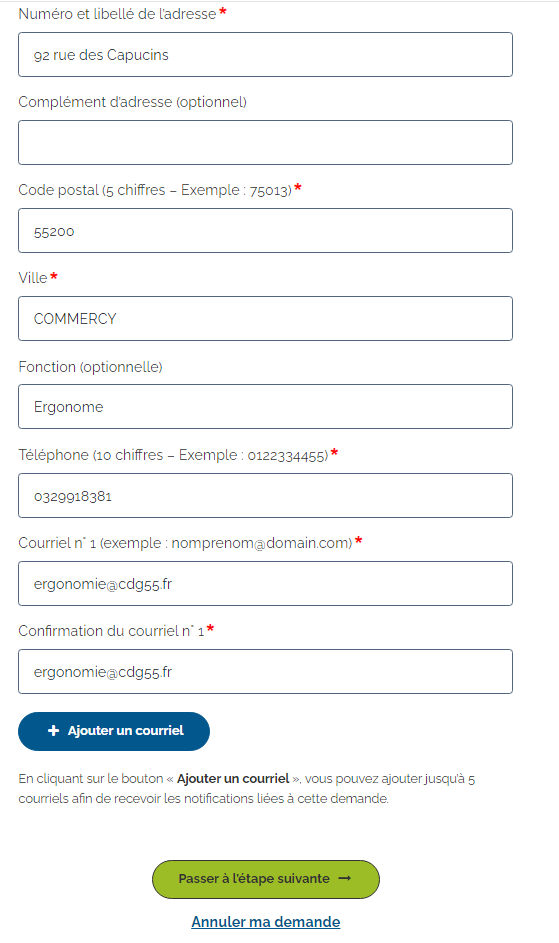 Numéro et libellé de l'adresse *
92 rue des Capucins
Complément d'adresse (optionnel)
Code postal (5 chiffres – Exemple : 75013) *
55200
Ville *
COMMERCY
Fonction (optionnelle)
Ergonome
Téléphone (10 chiffres – Exemple : 0122334455) *
0329918381
Courriel n° 1 (exemple : nomprenom@domain.com) *
ergonomie@cdg55.fr
Confirmation du courriel n° 1 *
ergonomie@cdg55.fr
+ Ajouter un courriel
En cliquant sur le bouton « Ajouter un courriel », vous pouvez ajouter jusqu'à 5
courriels afin de recevoir les notifications liées à cette demande.
Passer à l'étape suivante →
Annuler ma demande